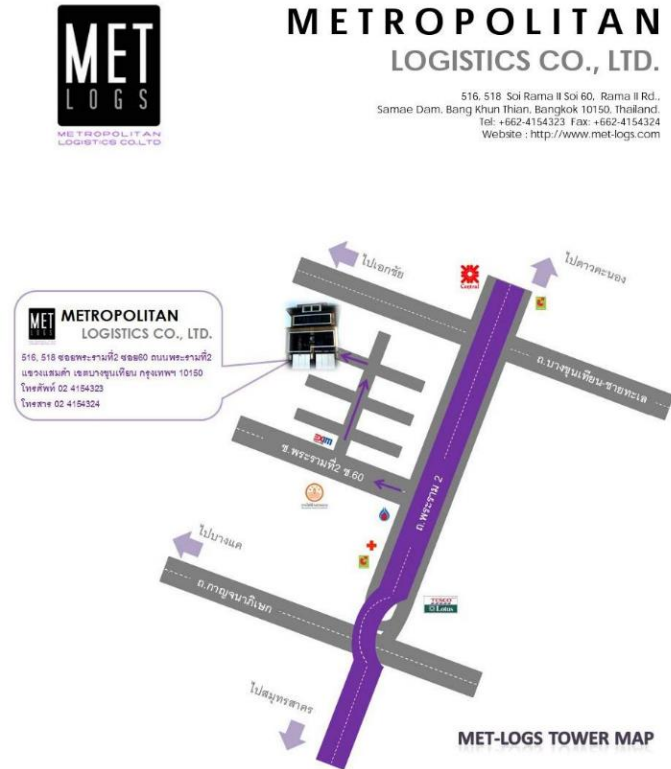 MET
LOGS
METROPOLITAN
LOGISTICS CO.LTD
METROPOLITAN
LOGISTICS CO., LTD.
516, 518 Soi Rama II Soi 60, Rama II Rd.,
Samae Dam, Bang Khun Thian, Bangkok 10150, Thailand.
Tel: +662-4154323 Fax: +662-4154324
Website : http://www.met-logs.com
ไปเอกชัย
Central
ไปดาวคะนอง
MET
METROPOLITAN
LOGISTICS CO., LTD.
516, 518 ซอยพระรามที่2 ซอย60 ถนนพระรามที่2
แขวงแสมดำ เขตบางขุนเทียน กรุงเทพฯ 10150
โทรศัพท์ 02 4154323
โทรสาร 02 4154324
ถ.บางขุนเทียน-ชายทะเล
ซ.พระรามที่2 ซ.60
ถ.พระราม 2
ไปบางแค
ถ.กาญจนาภิเษก
TESCO
Lotus
ไปสมุทรสาคร
MET-LOGS TOWER MAP